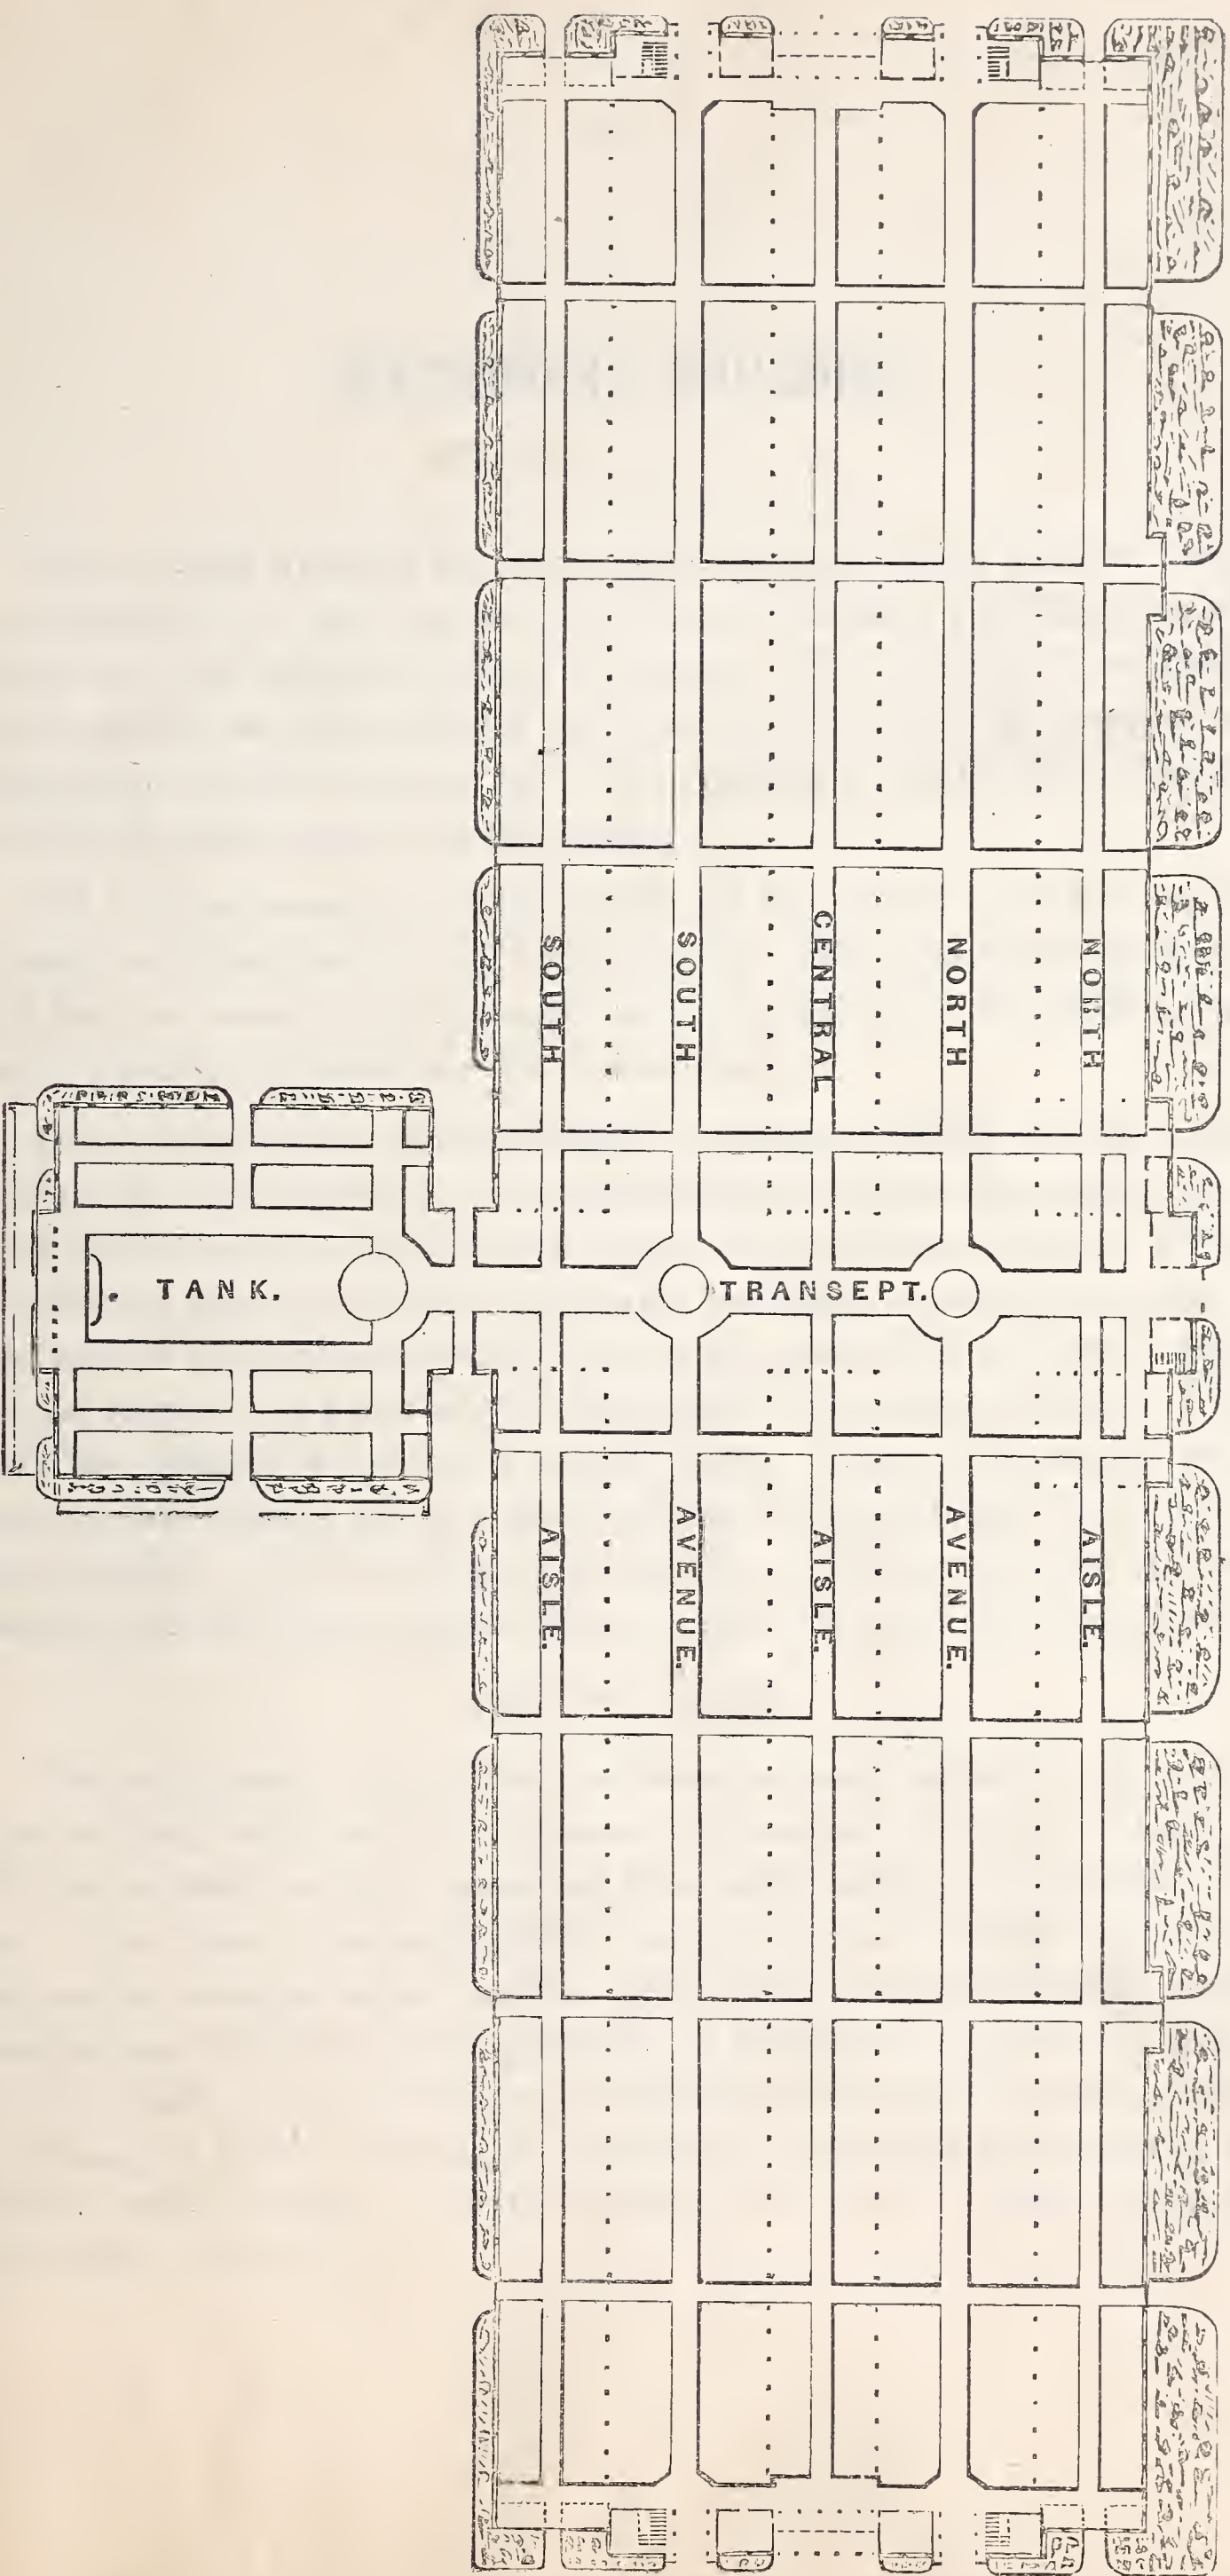 SOUTH AISLE.
SOUTH AVENUE.
CENTRAL AISLE.
NORTH AVENUE.
NORTH AISLE.
TANK.
TRANSEPT.